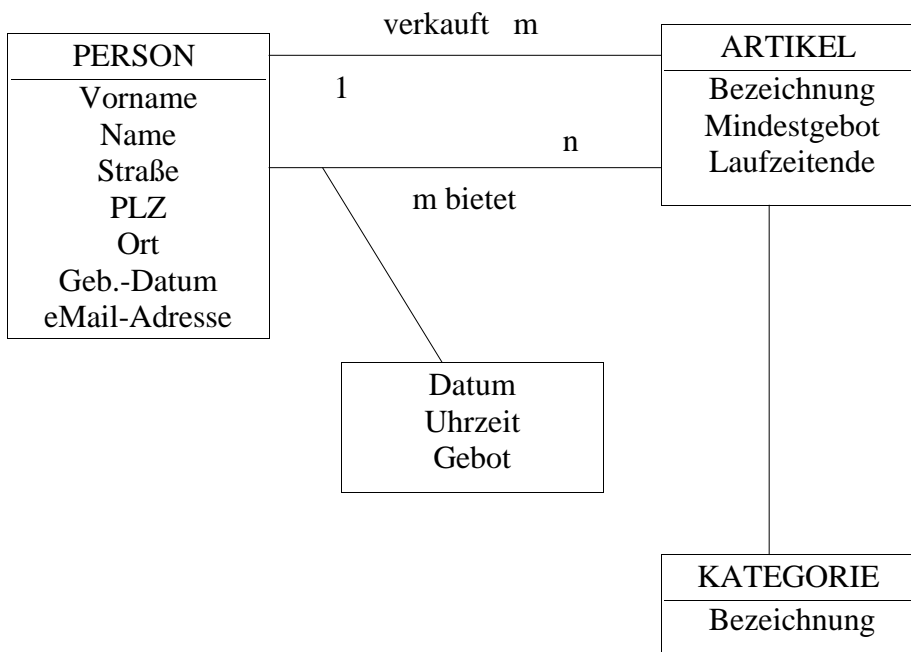 verkauft m
PERSON
Vorname
Name
Straße
PLZ
Ort
Geb.-Datum
eMail-Adresse
1
n
m bietet
ARTIKEL
Bezeichnung
Mindestgebot
Laufzeitende
Datum
Uhrzeit
Gebot
KATEGORIE
Bezeichnung